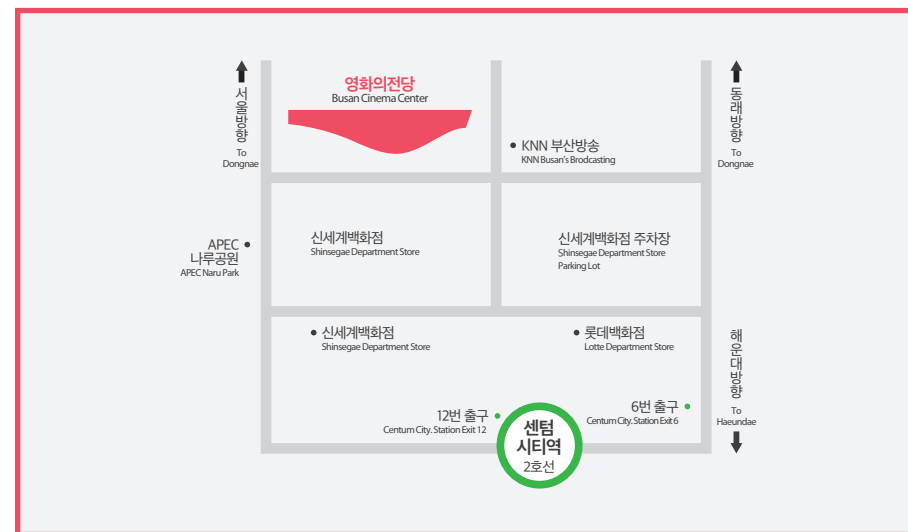 영화의전당
Busan Cinema Center
서울방향
To
Dongnae
동래방향
To
Dongnae
KNN 부산방송
KNN Busan's Brodcasting
APEC
나루공원
APEC Naru Park
신세계백화점
Shinsegae Department Store
신세계백화점 주차장
Shinsegae Department Store
Parking Lot
신세계백화점
Shinsegae Department Store
롯데백화점
Lotte Department Store
해운대방향
To
Haeundae
12번 출구
Centum City. Station Exit 12
6번 출구
Centum City. Station Exit 6
센텀
시티역
2호선